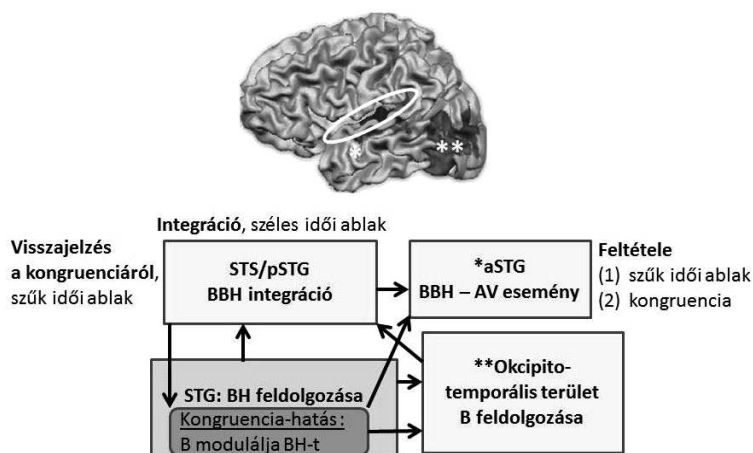 *
**
Integráció, széles idői ablak
Visszajelzés
a kongruenciáról,
szűk idői ablak
STS/pSTG
BBH integráció
*aSTG
BBH – AV esemény
Feltétele
(1) szűk idői ablak
(2) kongruencia
**Okcipito-
temporális terület
B feldolgozása
STG: BH feldolgozása
Kongruencia-hatás:
B modulálja BH-t